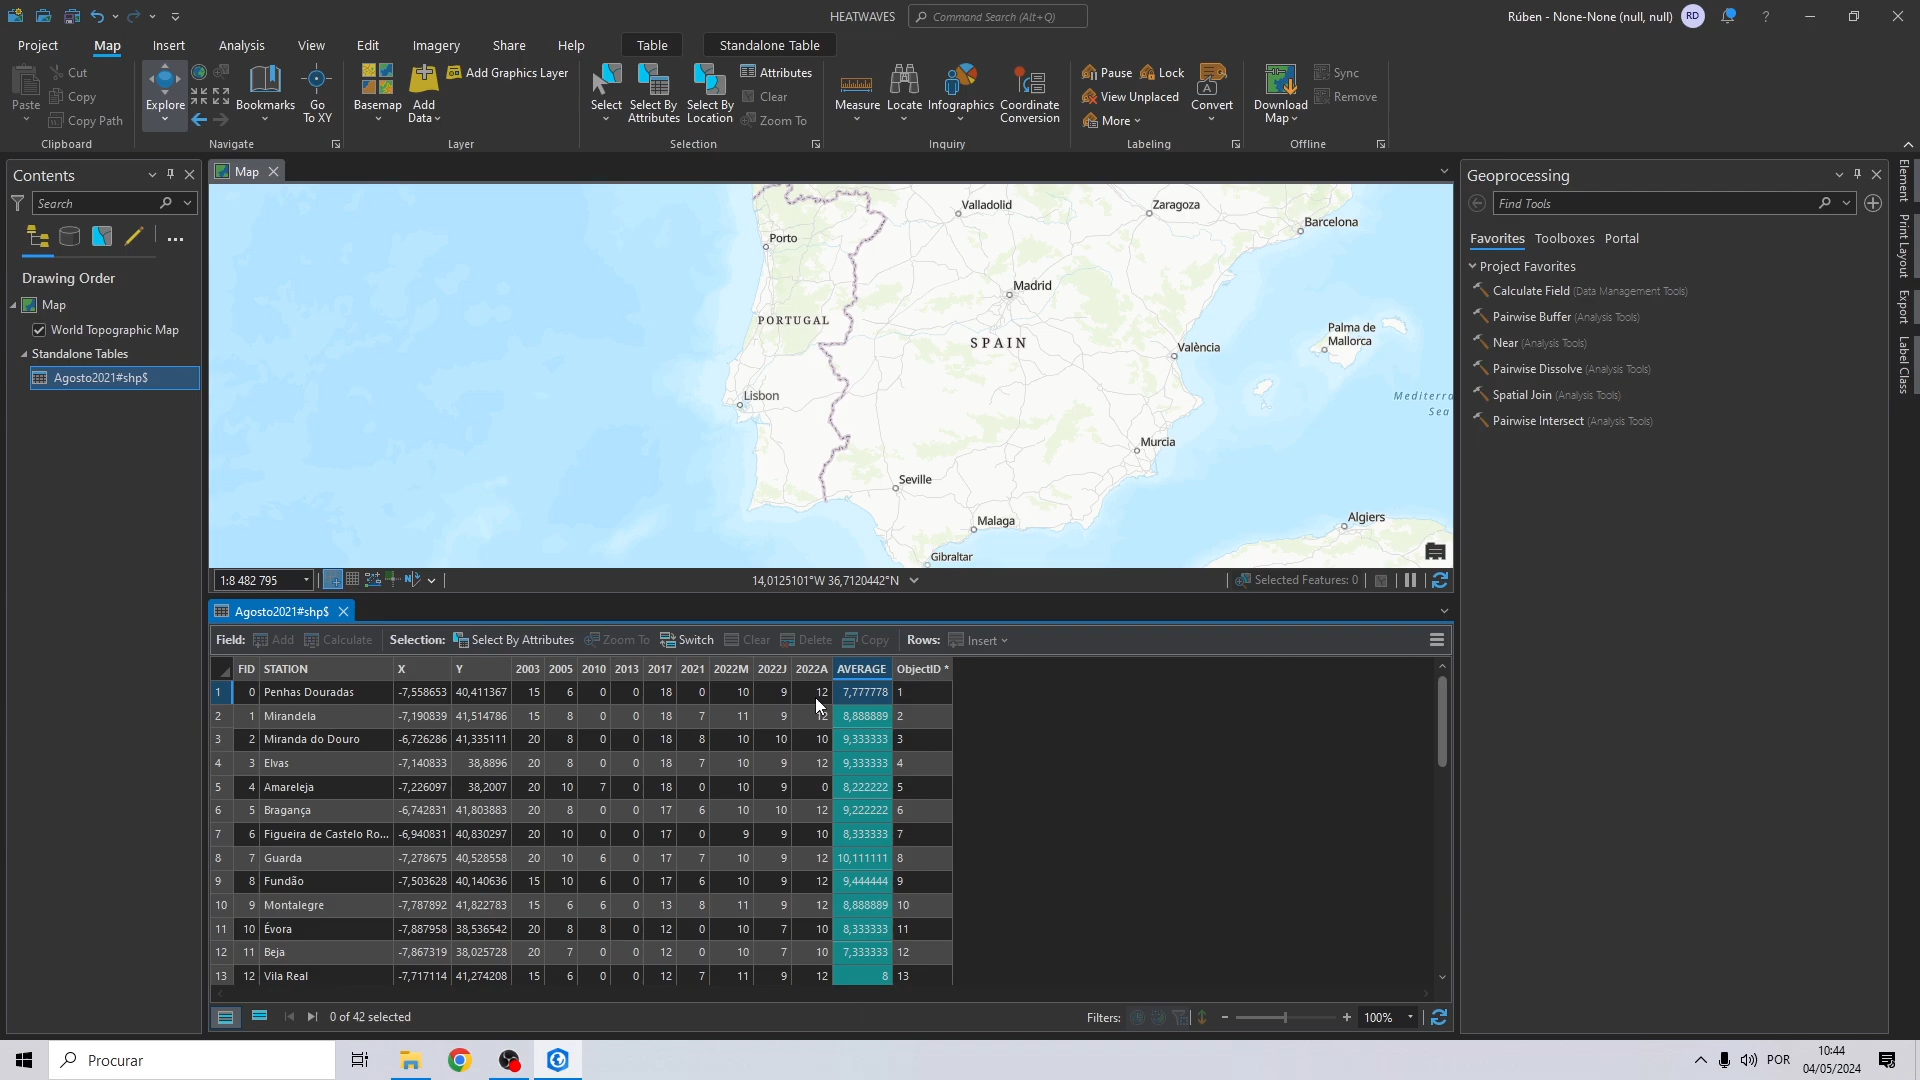 HEATWAVES
Command Search (Alt+Q)
Rúben - None-None (null, null)
RD
Project
Map
Insert
Analysis
View
Edit
Imagery
Share
Help
Table
Standalone Table
Paste
Cut
Copy
Copy Path
Clipboard
Explore
Bookmarks
Go To XY
Navigate
Basemap
Add Data
Add Graphics Layer
Layer
Select
Select By Attributes
Select By Location
Attributes
Clear
Zoom To
Selection
Measure
Locate
Infographics
Coordinate Conversion
Inquiry
Pause
Lock
View Unplaced
More
Convert
Labeling
Download Map
Sync
Remove
Offline
Contents
Search
Drawing Order
Map
World Topographic Map
Standalone Tables
Agosto2021#shp$
Map
Valladolid
Zaragoza
Barcelona
Porto
Madrid
PORTUGAL
SPAIN
Palma de Mallorca
València
Lisbon
Mediterra
Sea
Murcia
Seville
Malaga
Algiers
Gibraltar
1:8 482 795
14,0125101°W 36,7120442°N
Selected Features: 0
Agosto2021#shp$
Field: Add Calculate Selection: Select By Attributes Zoom To Switch Clear Delete Copy Rows: Insert
FID STATION X Y 2003 2005 2010 2013 2017 2021 2022M 2022J 2022A AVERAGE ObjectID *
1 0 Penhas Douradas -7,558653 40,411367 15 6 0 0 18 0 10 9 12 7,777778 1
2 1 Mirandela -7,190839 41,514786 15 8 0 0 18 7 11 9 12 8,888889 2
3 2 Miranda do Douro -6,726286 41,335111 20 8 0 0 18 8 10 10 10 9,333333 3
4 3 Elvas -7,140833 38,8896 20 8 0 0 18 7 10 9 12 9,333333 4
5 4 Amareleja -7,226097 38,2007 20 10 7 0 18 0 10 9 0 8,222222 5
6 5 Bragança -6,742831 41,803883 20 8 0 0 17 6 10 10 12 9,222222 6
7 6 Figueira de Castelo Ro... -6,940831 40,830297 20 10 0 0 17 0 9 9 10 8,333333 7
8 7 Guarda -7,278675 40,528558 20 10 6 0 17 7 10 9 12 10,111111 8
9 8 Fundão -7,503628 40,140636 15 10 6 0 17 6 10 9 12 9,444444 9
10 9 Montalegre -7,787892 41,822783 15 6 6 0 13 8 11 9 12 8,888889 10
11 10 Évora -7,887958 38,536542 20 8 8 0 12 0 10 7 10 8,333333 11
12 11 Beja -7,867319 38,025728 20 7 0 0 12 0 10 7 10 7,333333 12
13 12 Vila Real -7,717114 41,274208 15 6 0 0 12 7 11 9 12 8 13
0 of 42 selected
Filters:
100%
Geoprocessing
Find Tools
Favorites Toolboxes Portal
Project Favorites
Calculate Field (Data Management Tools)
Pairwise Buffer (Analysis Tools)
Near (Analysis Tools)
Pairwise Dissolve (Analysis Tools)
Spatial Join (Analysis Tools)
Pairwise Intersect (Analysis Tools)
Element
Print Layout
Export
Label Class
Procurar
POR
10:44
04/05/2024